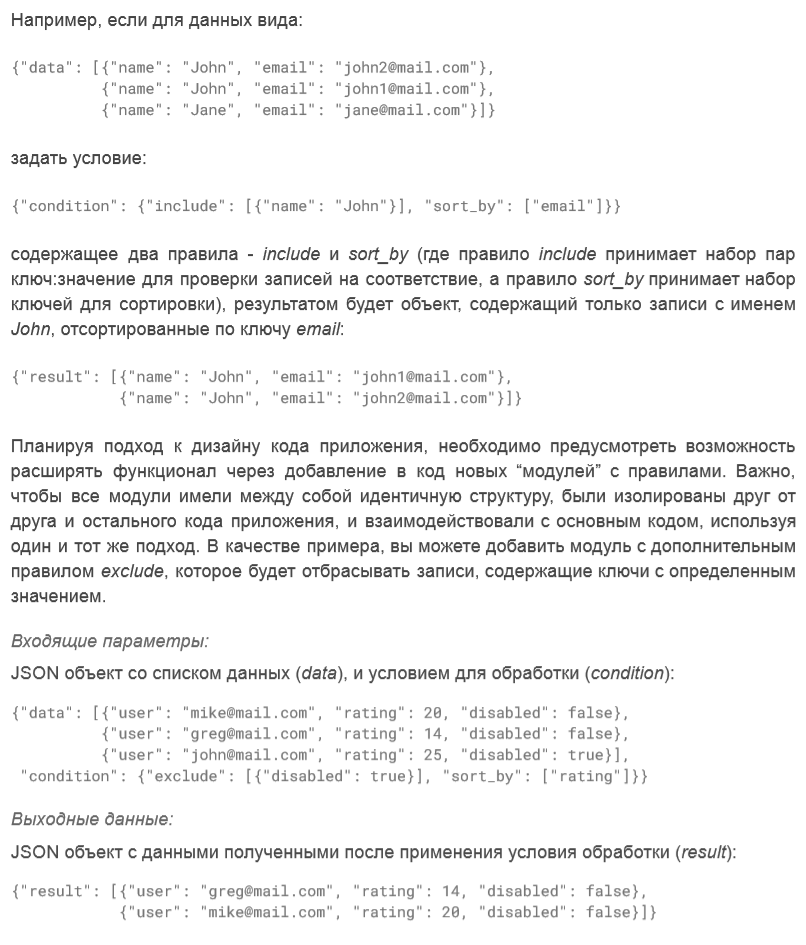 Например, если для данных вида:
{"data": [{"name": "John", "email": "john2@mail.com"},
{"name": "John", "email": "john1@mail.com"},
{"name": "Jane", "email": "jane@mail.com"}]}
задать условие:
{"condition": {"include": [{"name": "John"}], "sort_by": ["email"]}}
содержащее два правила - include и sort_by (где правило include принимает набор пар
ключ:значение для проверки записей на соответствие, а правило sort_by принимает набор
ключей для сортировки), результатом будет объект, содержащий только записи с именем
John, отсортированные по ключу email:
{"result": [{"name": "John", "email": "john1@mail.com"},
{"name": "John", "email": "john2@mail.com"}]}
Планируя подход к дизайну кода приложения, необходимо предусмотреть возможность
расширять функционал через добавление в код новых “модулей” с правилами. Важно,
чтобы все модули имели между собой идентичную структуру, были изолированы друг от
друга и остального кода приложения, и взаимодействовали с основным кодом, используя
один и тот же подход. В качестве примера, вы можете добавить модуль с дополнительным
правилом exclude, которое будет отбрасывать записи, содержащие ключи с определенным
значением.
Входящие параметры:
JSON объект со списком данных (data), и условием для обработки (condition):
{"data": [{"user": "mike@mail.com", "rating": 20, "disabled": false},
{"user": "greg@mail.com", "rating": 14, "disabled": false},
{"user": "john@mail.com", "rating": 25, "disabled": true}],
"condition": {"exclude": [{"disabled": true}], "sort_by": ["rating"]}}
Выходные данные:
JSON объект с данными полученными после применения условия обработки (result):
{"result": [{"user": "greg@mail.com", "rating": 14, "disabled": false},
{"user": "mike@mail.com", "rating": 20, "disabled": false}]}